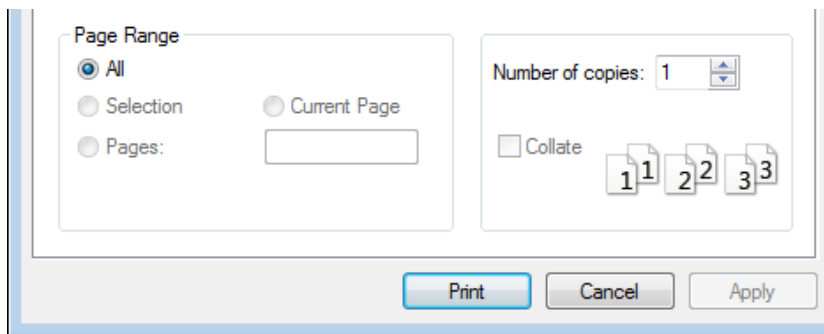 Page Range
All
Selection
Current Page
Pages:
Number of copies: 1
Collate
1 1 2 2 3 3
Print
Cancel
Apply